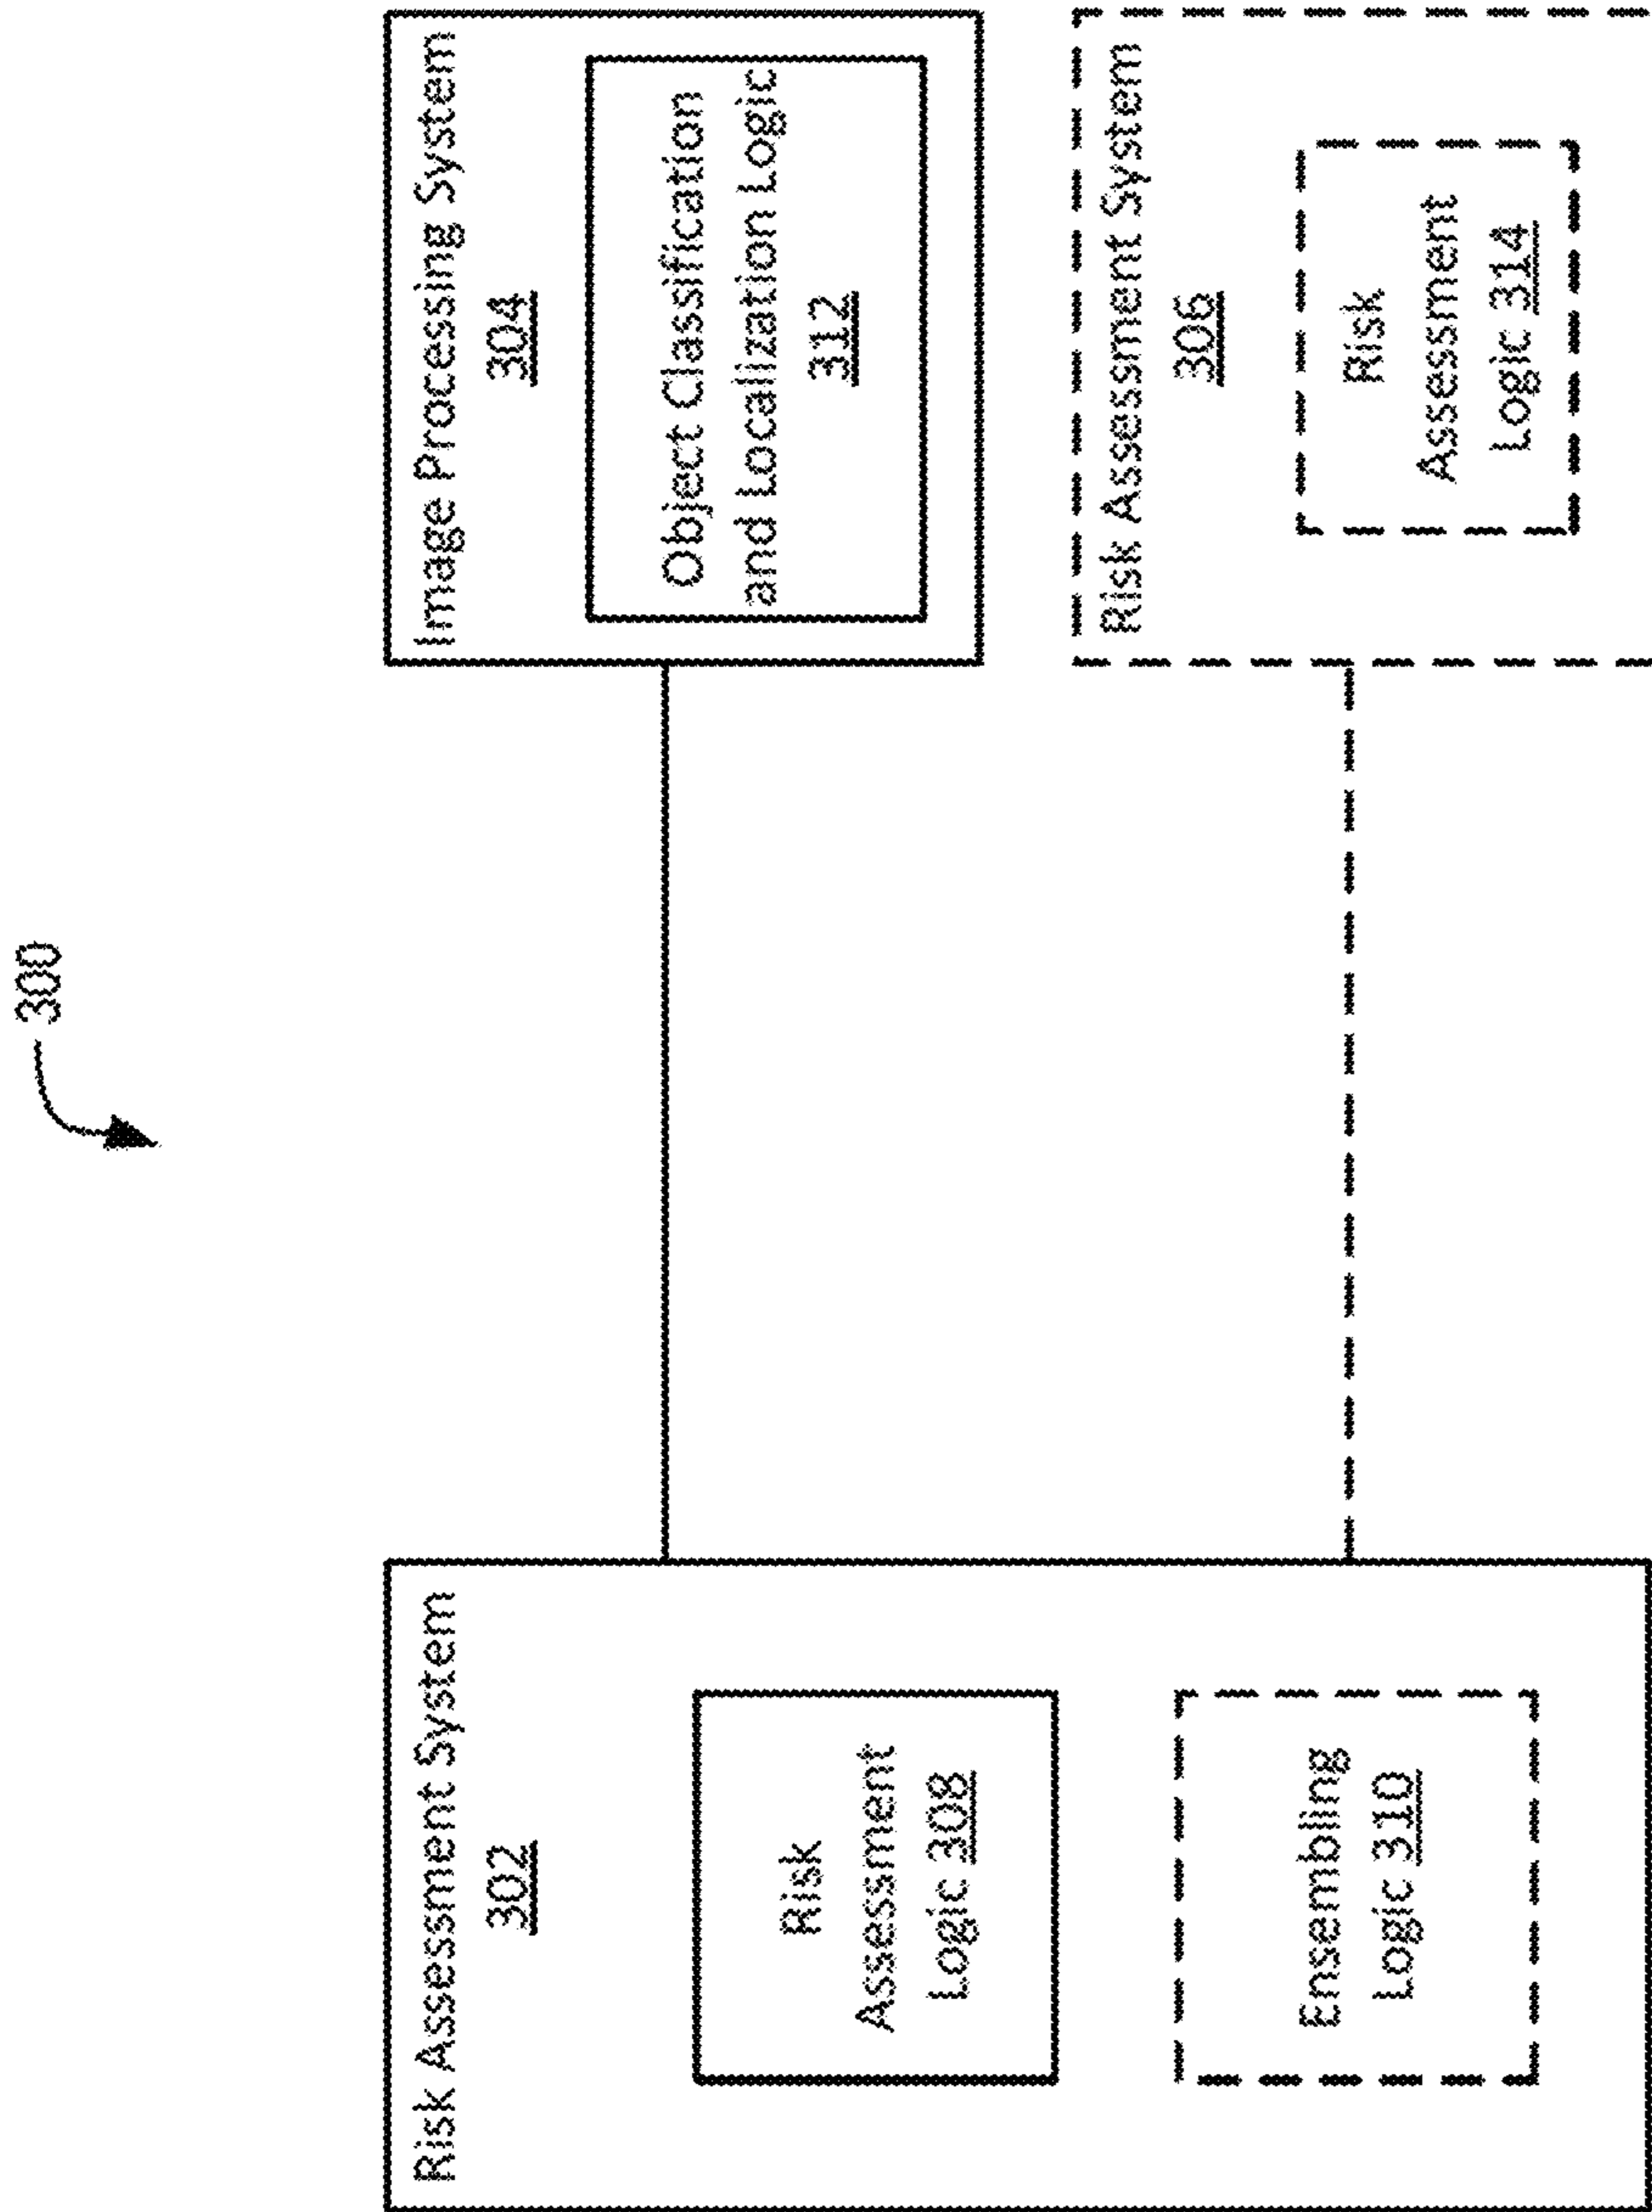 300
Risk Assessment System
302
Risk
Assessment
Logic 308
Ensembling
Logic 310
Image Processing System
304
Object Classification
and Localization Logic
312
Risk Assessment System
306
Risk
Assessment
Logic 314